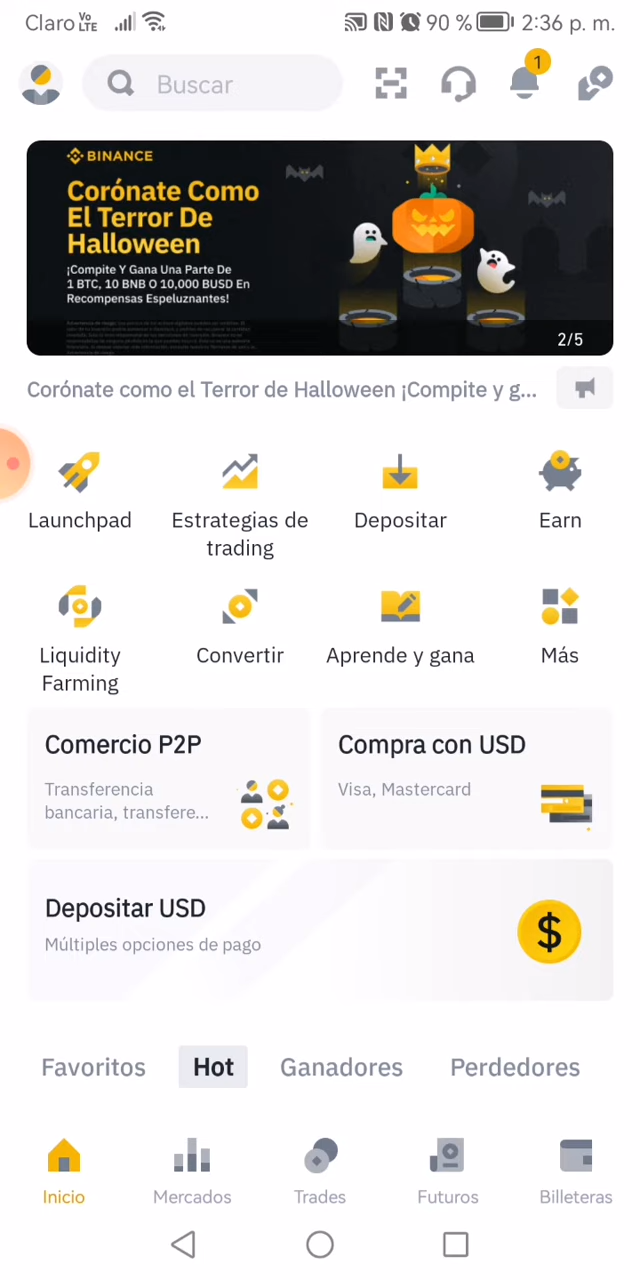 Claro Vo LTE 90 % 2:36 p. m.
Buscar
1
BINANCE
Corónate Como
El Terror De
Halloween
¡Compite Y Gana Una Parte De
1 BTC, 10 BNB O 10,000 BUSD En
Recompensas Espeluznantes!
2/5
Corónate como el Terror de Halloween ¡Compite y g...
Launchpad
Estrategias de
trading
Depositar
Earn
Liquidity
Farming
Convertir
Aprende y gana
Más
Comercio P2P
Transferencia
bancaria, transfere...
Compra con USD
Visa, Mastercard
Depositar USD
Múltiples opciones de pago
$
Favoritos Hot Ganadores Perdedores
Inicio Mercados Trades Futuros Billeteras